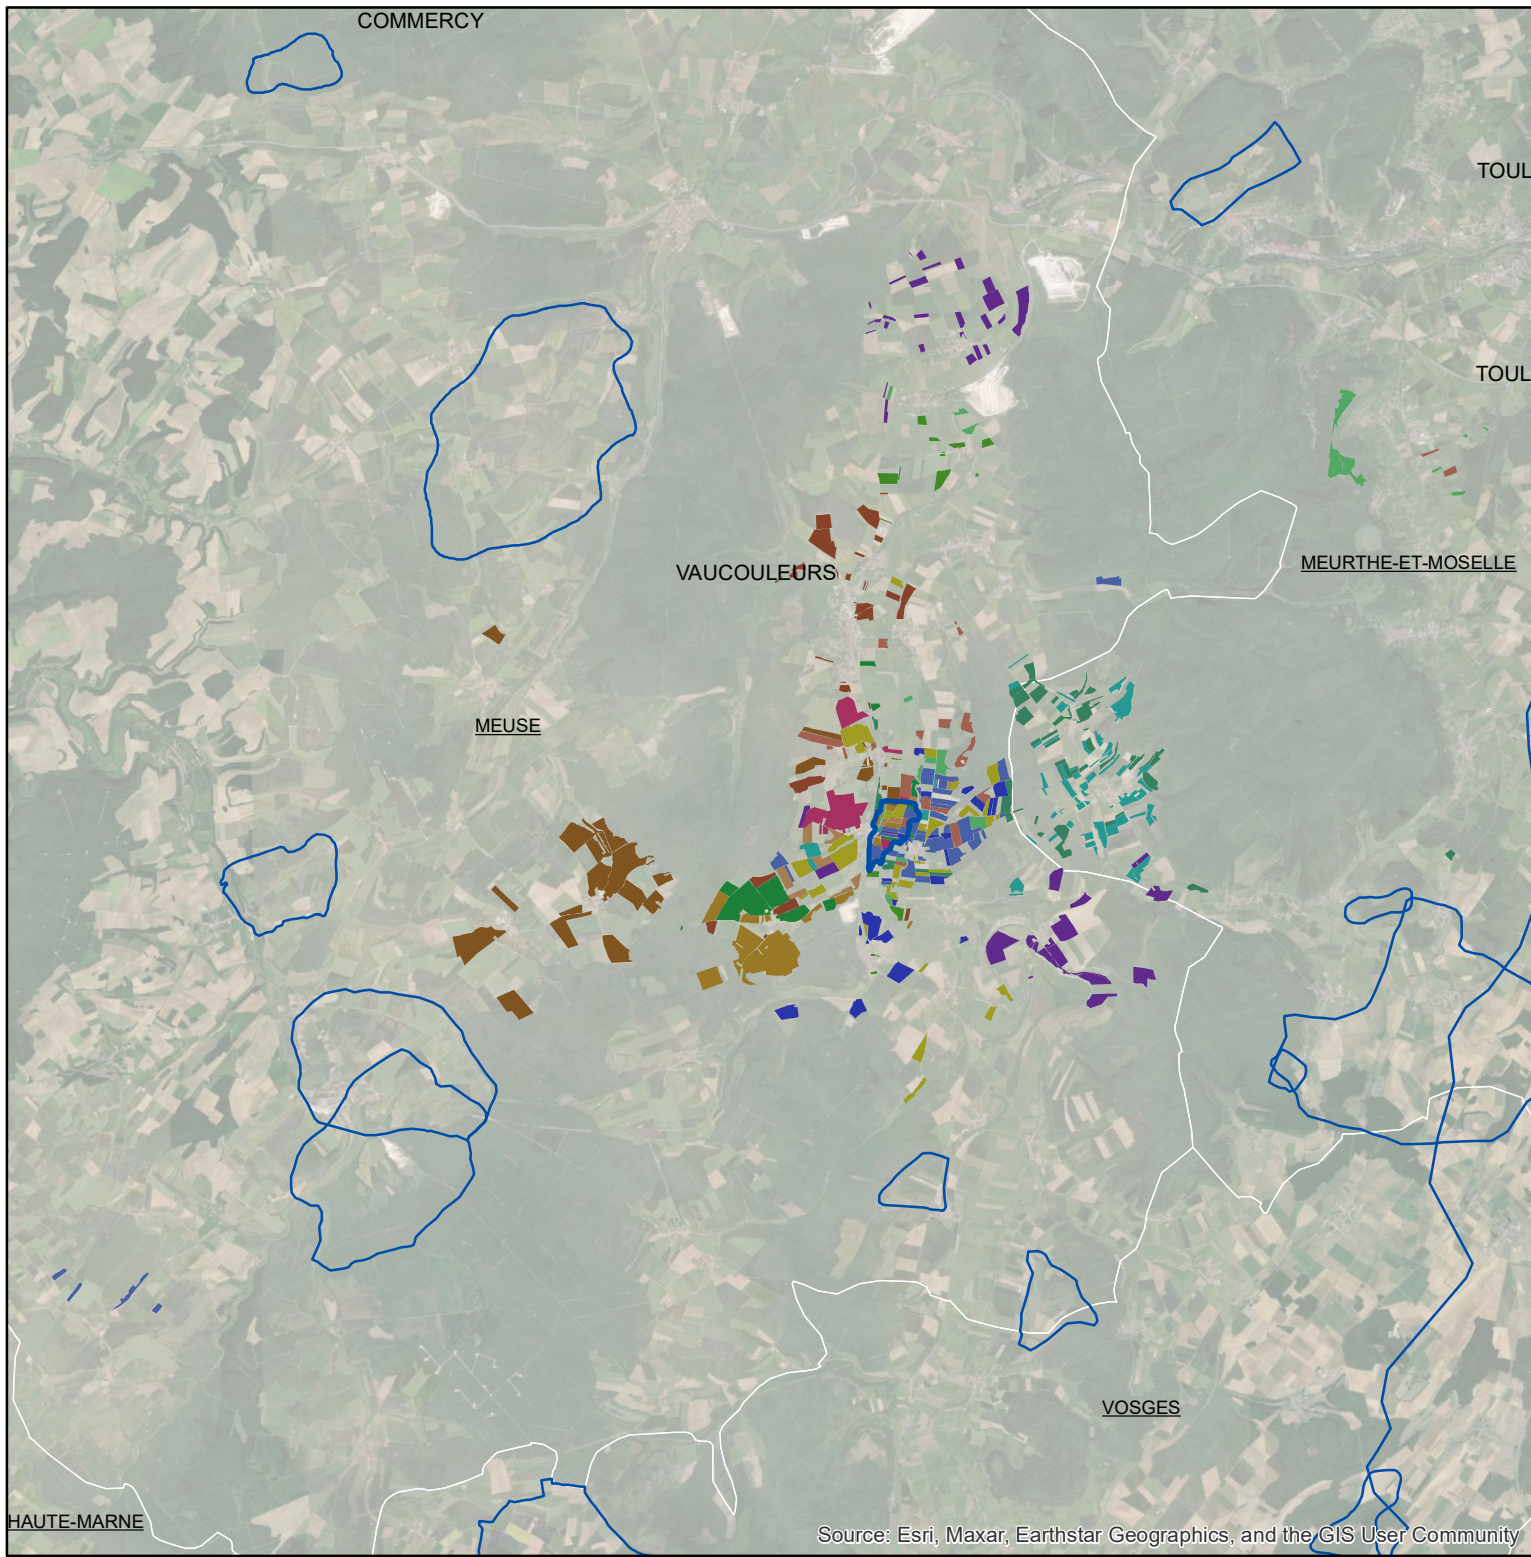 COMMERCY
TOUL
TOUL
MEURTHE-ET-MOSELLE
VAUCOULEURS
MEUSE
VOSGES
HAUTE-MARNE
Source: Esri, Maxar, Earthstar Geographics, and the GIS User Community